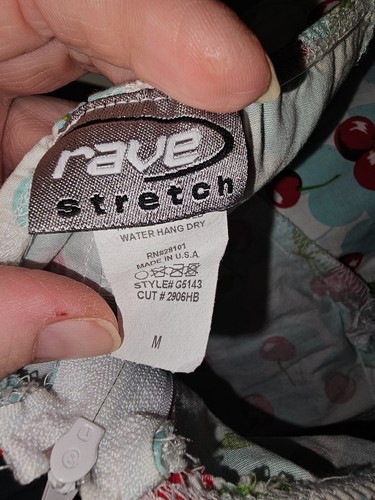 rave
stretch
WATER HANG DRY
RN#28101
MADE IN U.S.A.
STYLE# G5143
CUT # 2906HB
M